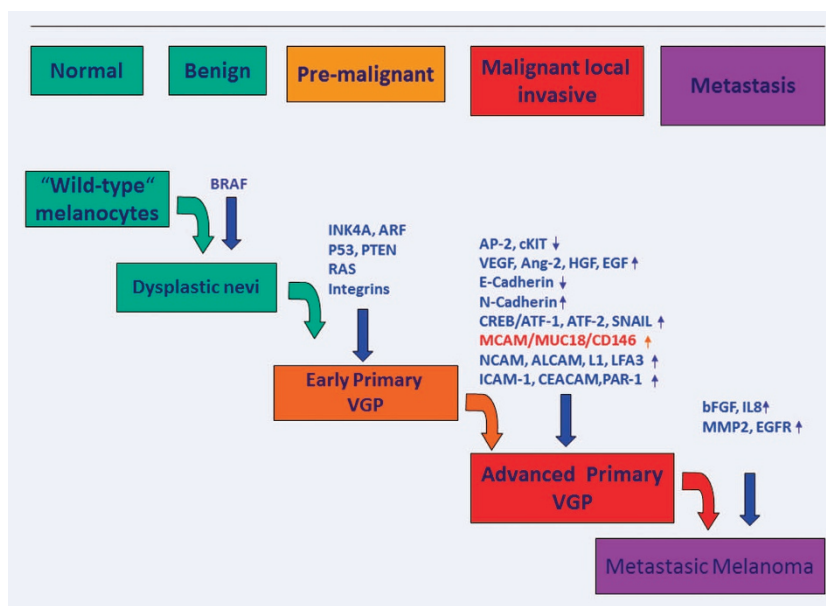 Normal
Benign
Pre-malignant
Malignant local
invasive
Metastasis
"Wild-type"
melanocytes
BRAF
Dysplastic nevi
INK4A, ARF
P53, PTEN
RAS
Integrins
Early Primary
VGP
AP-2, cKIT ↓
VEGF, Ang-2, HGF, EGF ↑
E-Cadherin ↓
N-Cadherin ↑
CREB/ATF-1, ATF-2, SNAIL ↑
MCAM/MUC18/CD146 ↑
NCAM, ALCAM, L1, LFA3 ↑
ICAM-1, CEACAM,PAR-1 ↑
Advanced Primary
VGP
bFGF, IL8↑
MMP2, EGFR ↑
Metastasic Melanoma